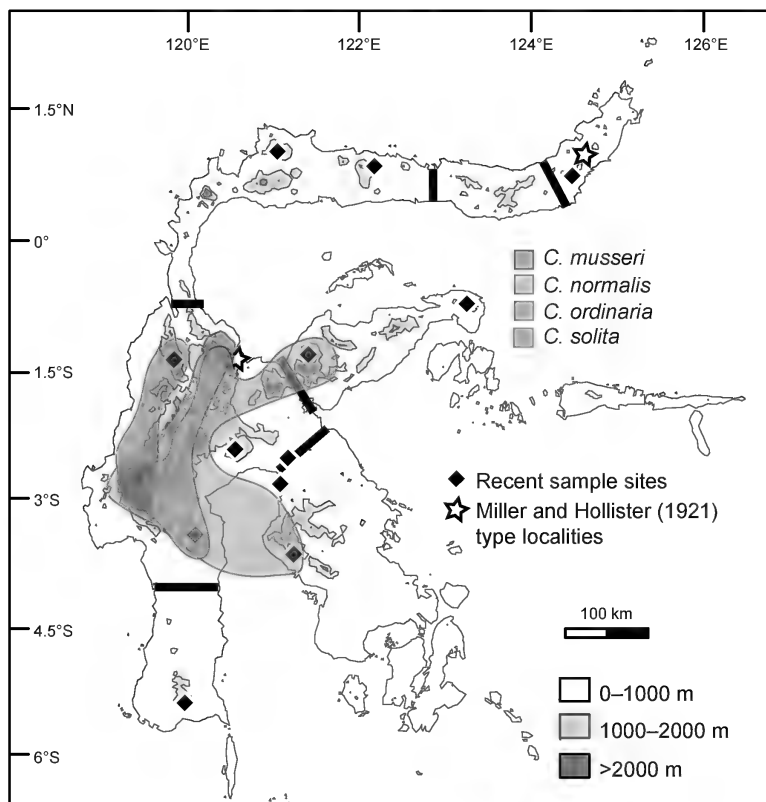 120°E
122°E
124°E
126°E
1.5°N
0°
C. musseri
C. normalis
C. ordinaria
C. solita
1.5°S
Recent sample sites
3°S
Miller and Hollister (1921)
type localities
100 km
4.5°S
0–1000 m
1000–2000 m
6°S
>2000 m